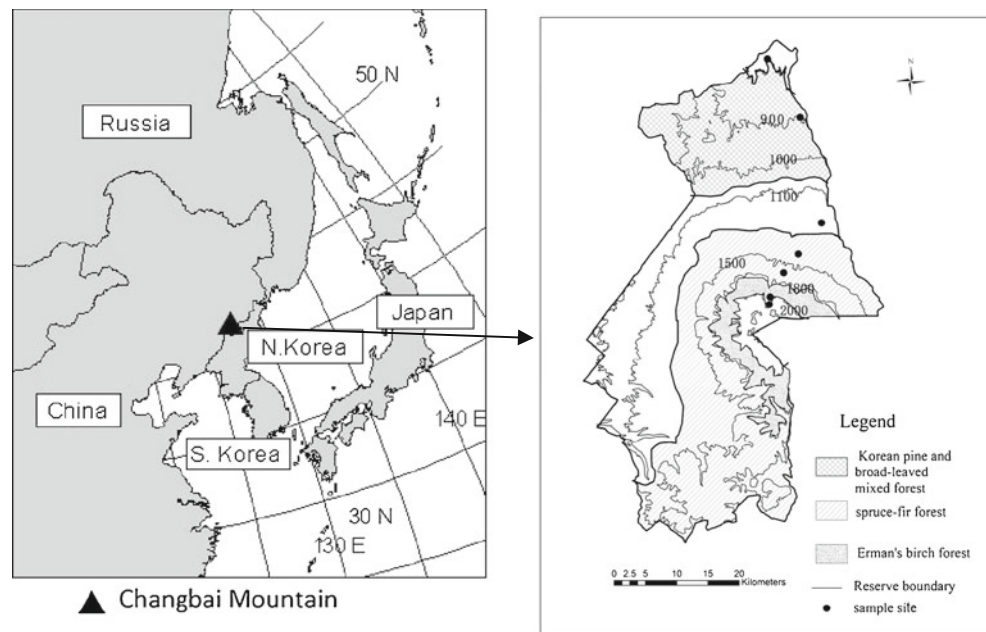 50 N
Russia
Japan
N.Korea
China
140 E
S. Korea
30 N
130 E
Changbai Mountain
N
900
1000
1100
1500
1800
2000
Legend
Korean pine and
broad-leaved
mixed forest
spruce-fir forest
Erman's birch forest
Reserve boundary
sample site
0 2.5 5 10 15 20
Kilometers